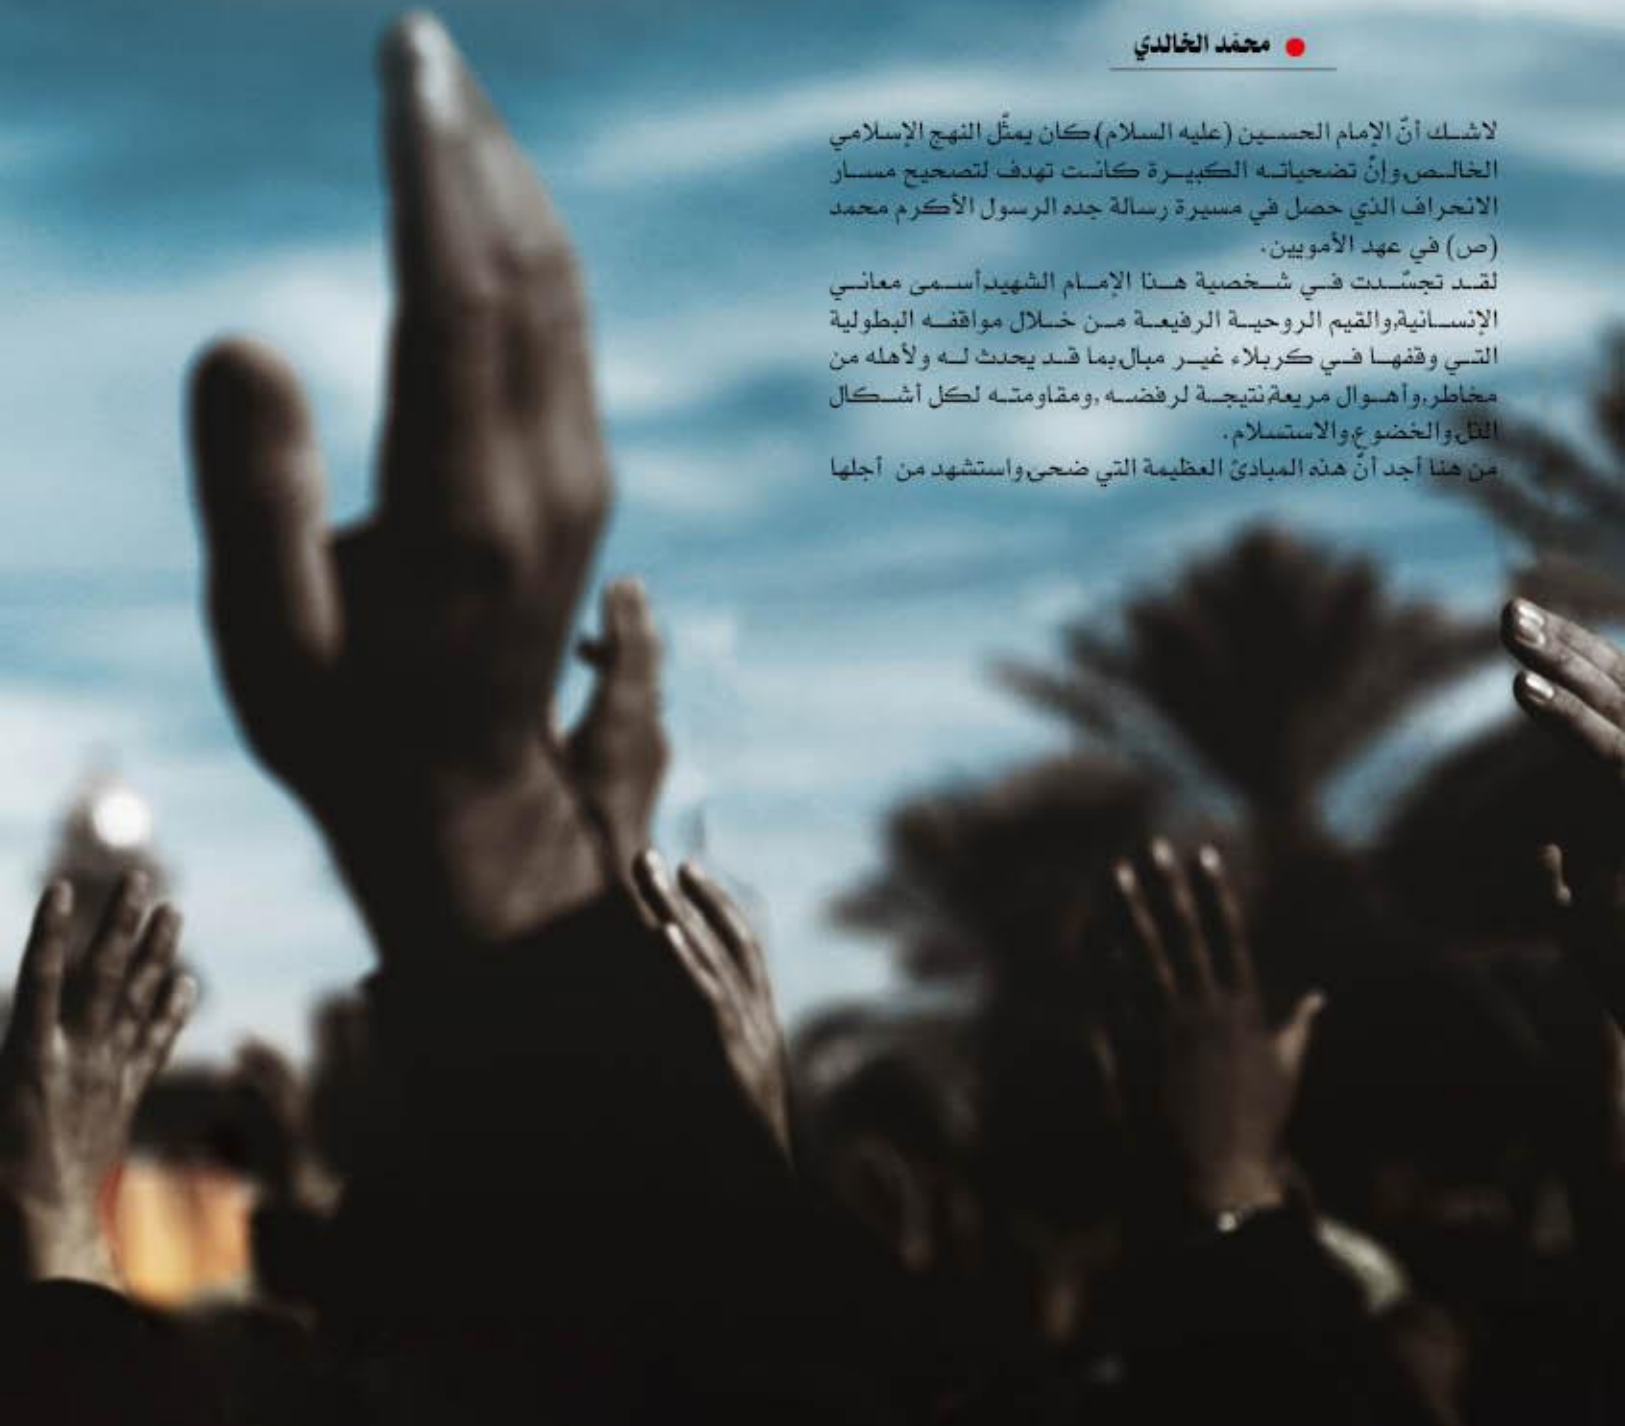 محمّد الخالدي
لاشك أنّ الإمام الحسين (عليه السلام) كان يمثّل النهج الإسلامي
الخالص، وإنّ تضحياته الكبيرة كانت تهدف لتصحيح مسار
الانحراف الذي حصل في مسيرة رسالة جده الرسول الأكرم محمد
(ص) في عهد الأمويين.
لقد تجسّدت في شخصية هذا الإمام الشهيد، أسمى معاني
الإنسانية، والقيم الروحية الرفيعة من خلال مواقفه البطولية
التي وقفها في كربلاء غير مبال، بما قد يحدث له ولأهله من
مخاطر، وأهوال مريعة، نتيجة لرفضه ،ومقاومته لكل أشكال
الذل، والخضوع، والاستسلام.
من هنا أجد أنّ هذه المبادئ العظيمة التي ضحى، واستشهد من أجلها